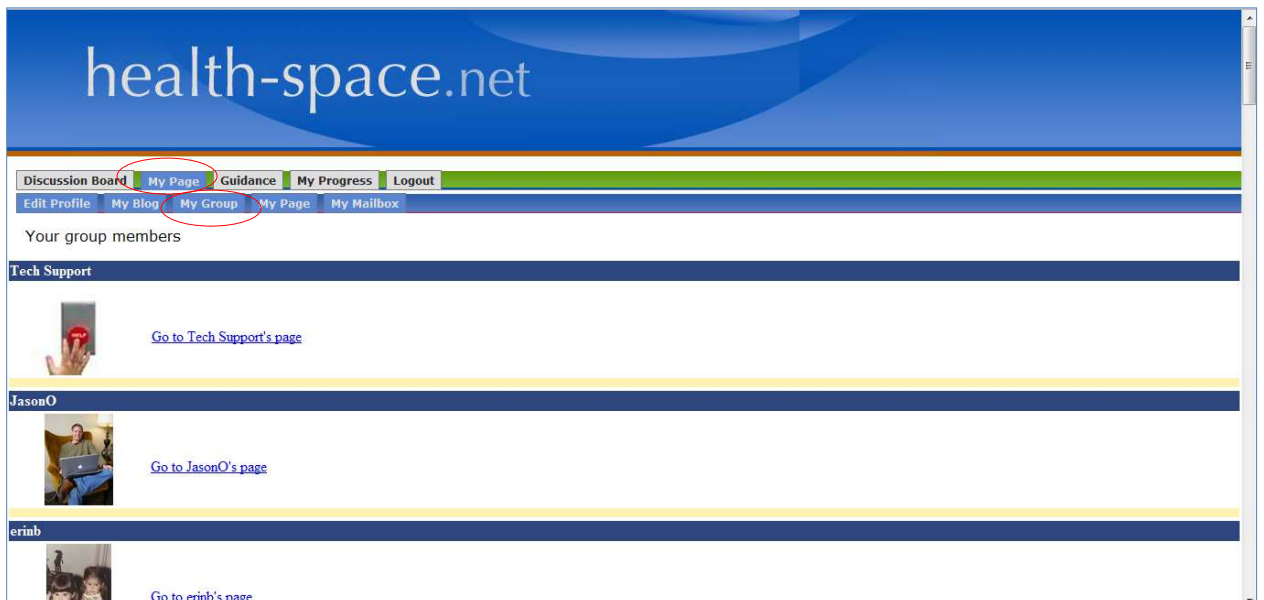 health-space.net
Discussion Board My Page Guidance My Progress Logout
Edit Profile My Blog My Group My Page My Mailbox
Your group members
Tech Support
HELP
Go to Tech Support's page
JasonO
Go to JasonO's page
erinb
Go to erinb's page